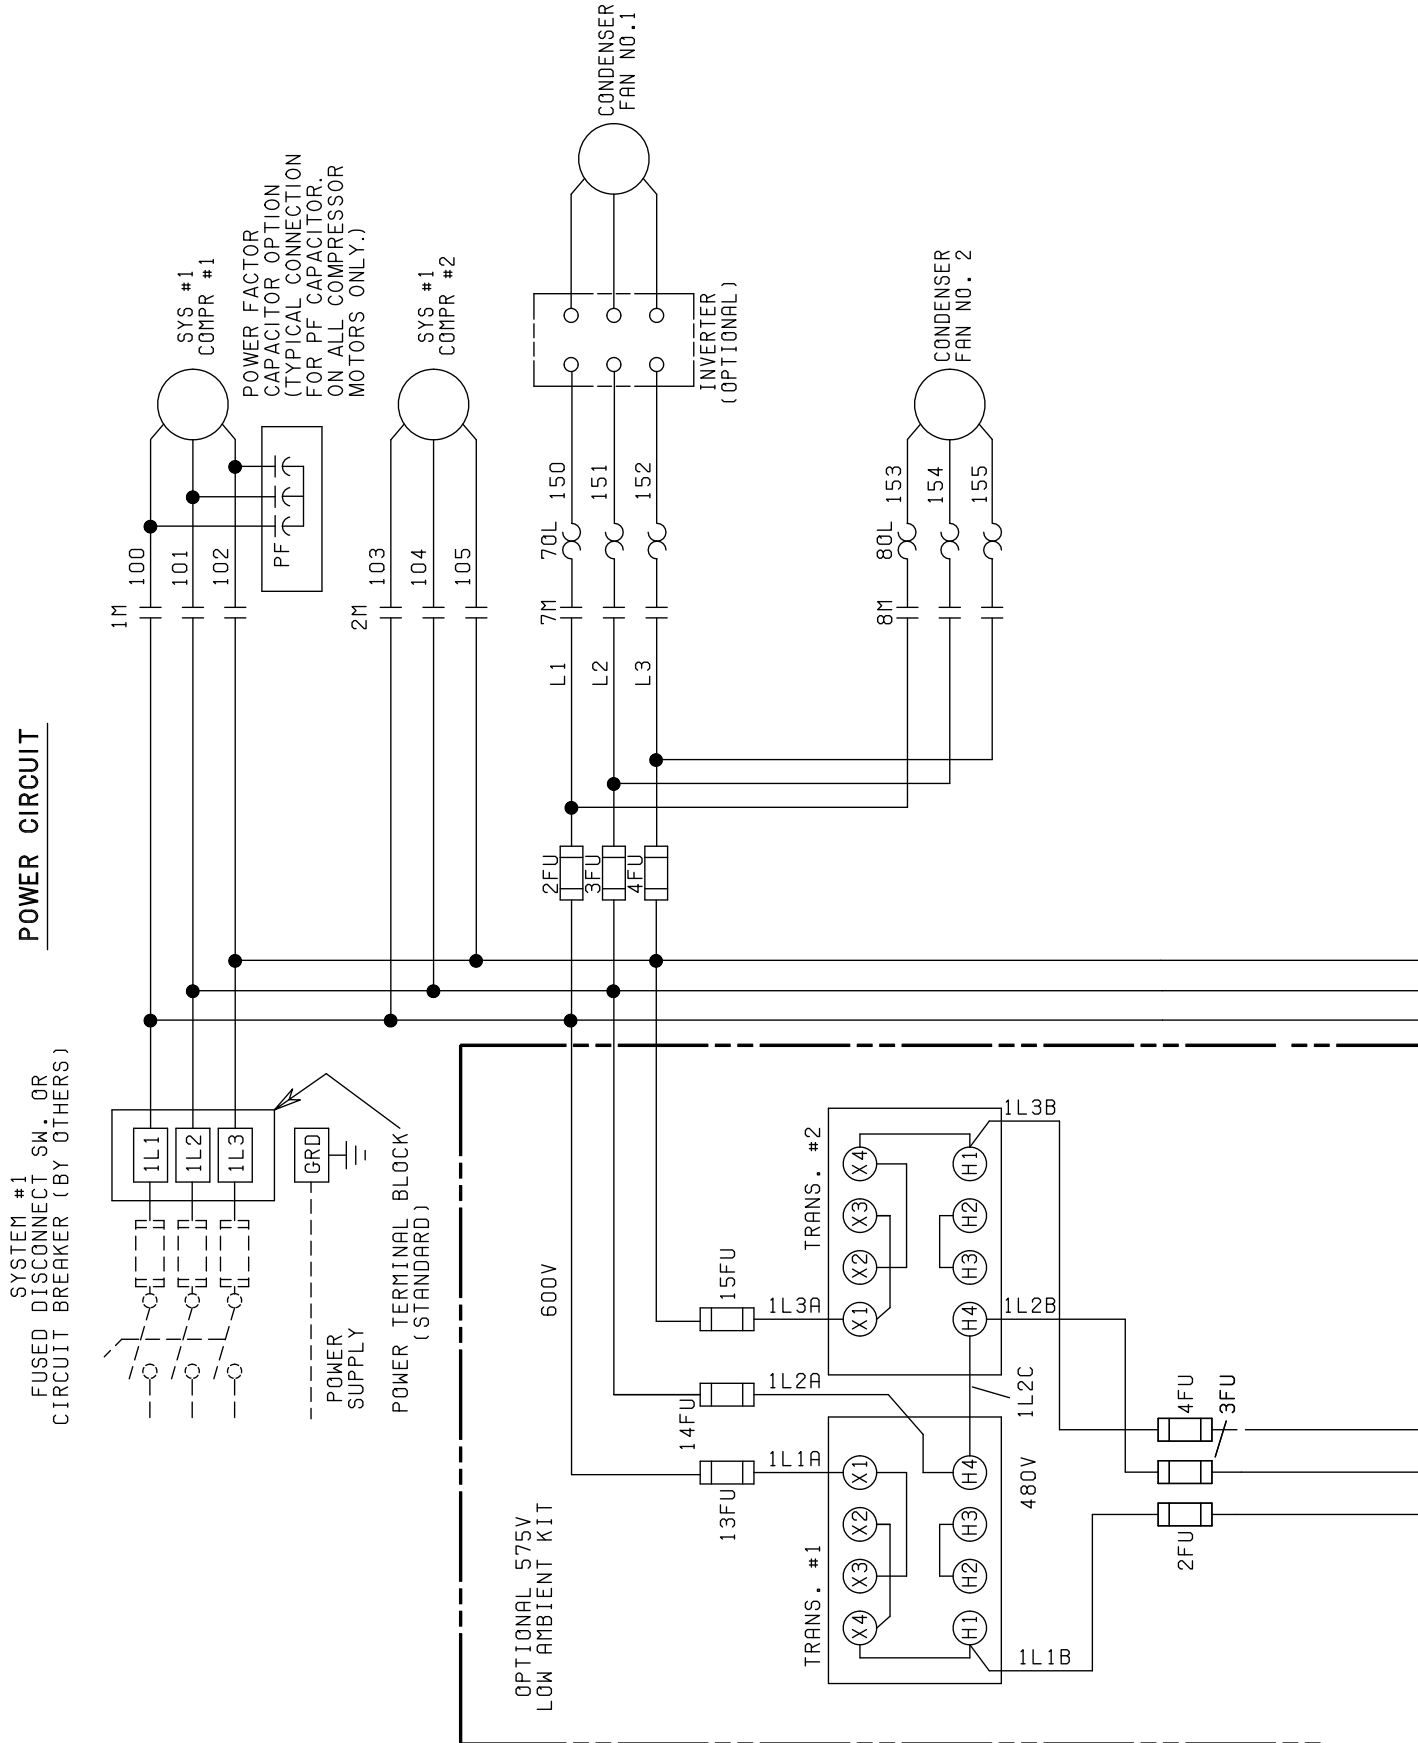 POWER CIRCUIT
SYSTEM #1
FUSED DISCONNECT SW. OR
CIRCUIT BREAKER (BY OTHERS)
1L1
1L2
1L3
GRD
POWER
SUPPLY
POWER TERMINAL BLOCK
(STANDARD)
1M
100
101
102
PF
SYS #1
COMPR #1
POWER FACTOR
CAPACITOR OPTION
(TYPICAL CONNECTION
FOR PF CAPACITOR.
ON ALL COMPRESSOR
MOTORS ONLY.)
2M
103
104
105
SYS #1
COMPR #2
2FU
3FU
4FU
L1
L2
L3
7M
7OL
150
151
152
INVERTER
(OPTIONAL)
CONDENSER
FAN NO.1
8M
8OL
153
154
155
CONDENSER
FAN NO. 2
OPTIONAL 575V
LOW AMBIENT KIT
600V
13FU
14FU
15FU
1L1A
1L2A
1L3A
TRANS. #1
X4
X3
X2
X1
H1
H2
H3
H4
TRANS. #2
X1
X2
X3
X4
H4
H3
H2
H1
1L1B
480V
1L2C
1L2B
1L3B
2FU
4FU
3FU